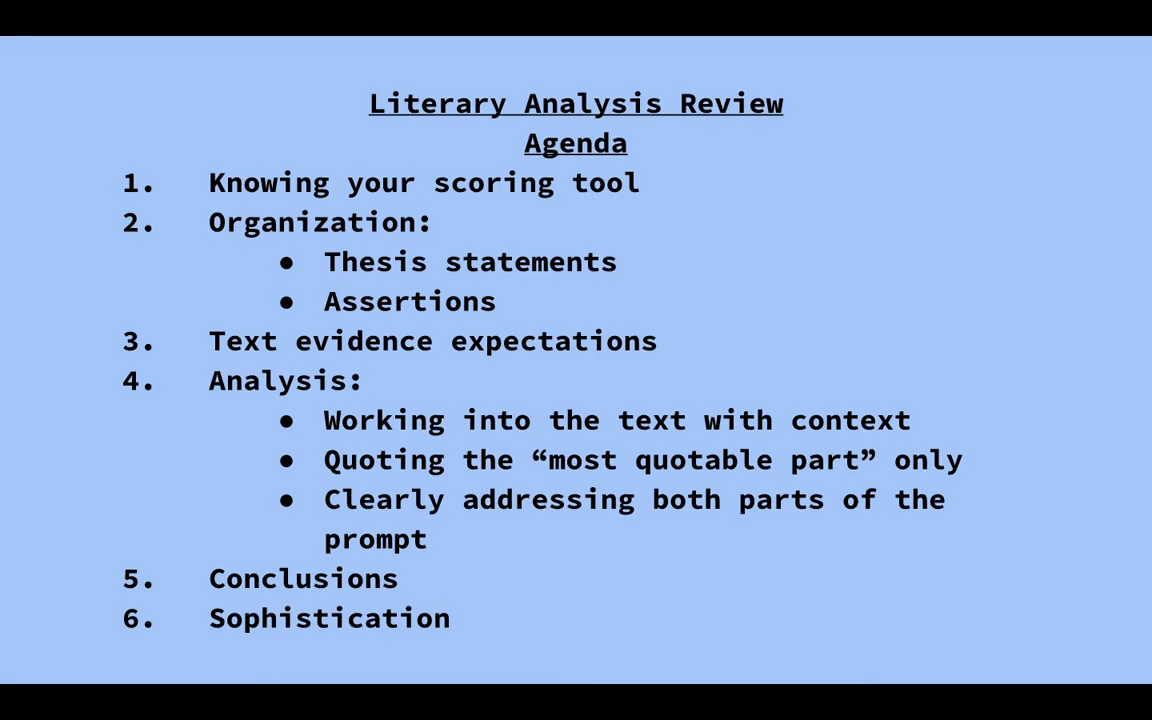 Literary Analysis Review
Agenda
1. Knowing your scoring tool
2. Organization:
● Thesis statements
● Assertions
3. Text evidence expectations
4. Analysis:
● Working into the text with context
● Quoting the “most quotable part” only
● Clearly addressing both parts of the
prompt
5. Conclusions
6. Sophistication